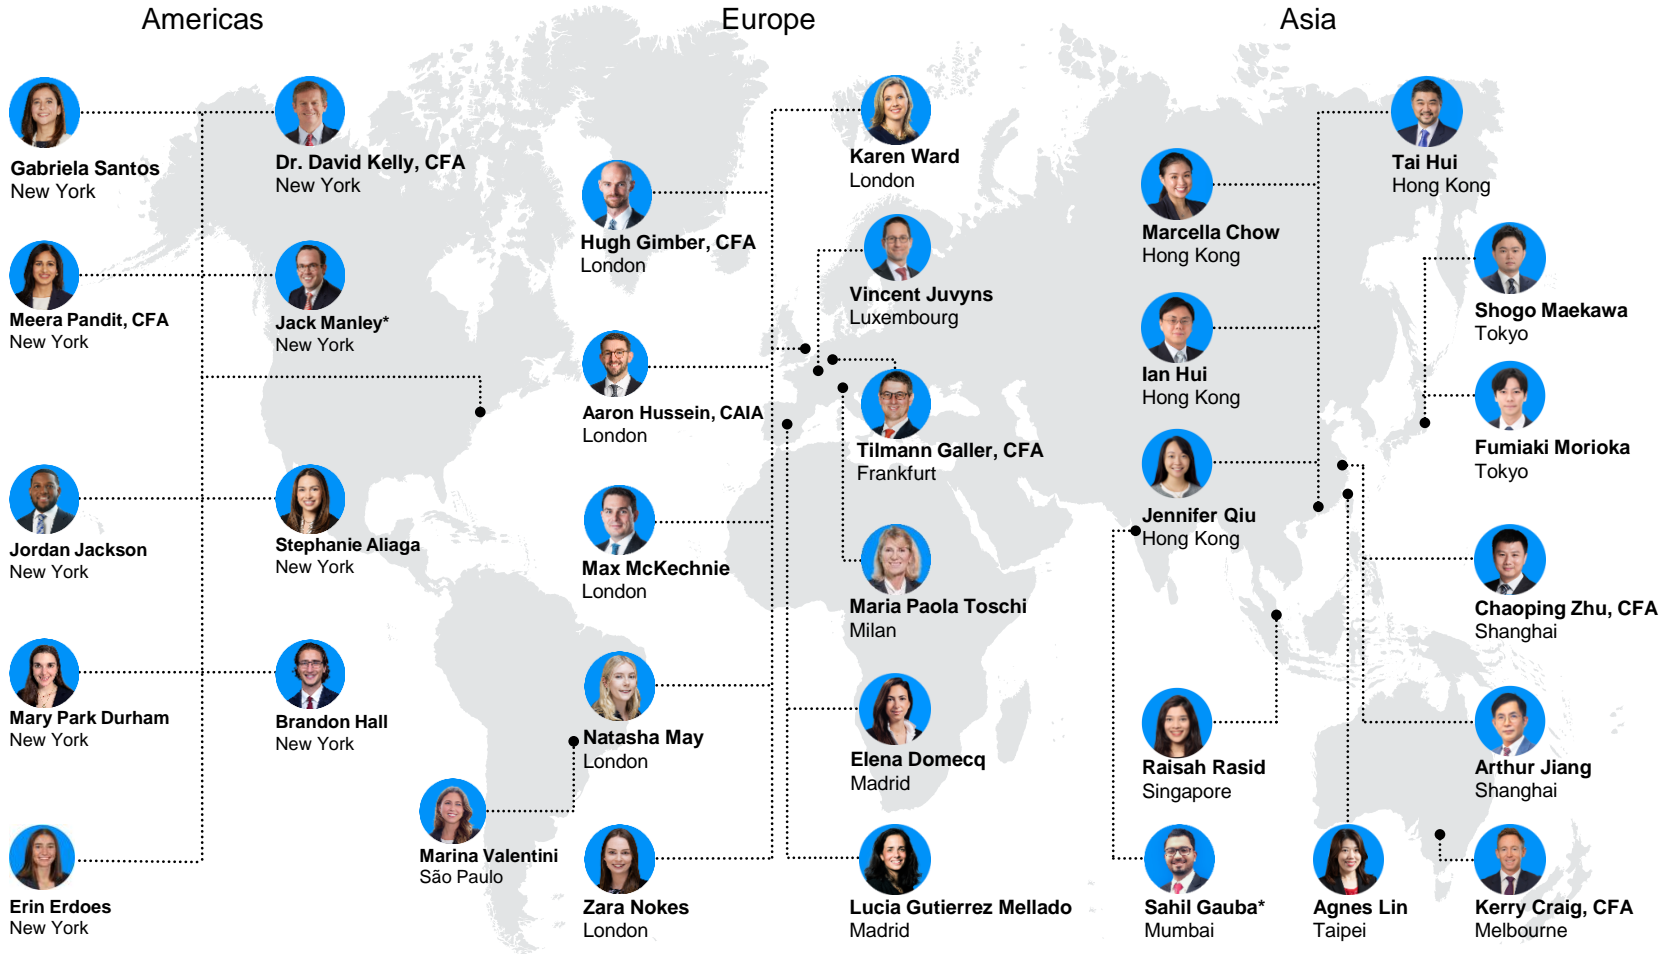 Americas
Europe
Asia
Gabriela Santos
New York
Dr. David Kelly, CFA
New York
Meera Pandit, CFA
New York
Jack Manley*
New York
Jordan Jackson
New York
Stephanie Aliaga
New York
Mary Park Durham
New York
Brandon Hall
New York
Erin Erdoes
New York
Marina Valentini
São Paulo
Karen Ward
London
Hugh Gimber, CFA
London
Vincent Juvyns
Luxembourg
Aaron Hussein, CAIA
London
Tilmann Galler, CFA
Frankfurt
Max McKechnie
London
Maria Paola Toschi
Milan
Natasha May
London
Elena Domecq
Madrid
Zara Nokes
London
Lucia Gutierrez Mellado
Madrid
Tai Hui
Hong Kong
Marcella Chow
Hong Kong
Shogo Maekawa
Tokyo
Ian Hui
Hong Kong
Fumiaki Morioka
Tokyo
Jennifer Qiu
Hong Kong
Chaoping Zhu, CFA
Shanghai
Raisah Rasid
Singapore
Arthur Jiang
Shanghai
Sahil Gauba*
Mumbai
Agnes Lin
Taipei
Kerry Craig, CFA
Melbourne